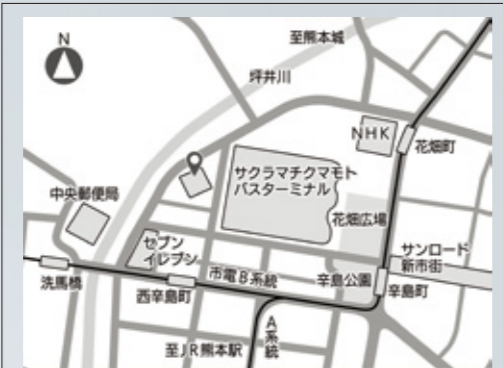 N
至熊本城
坪井川
NHK
花畑町
サクラマチクマモト
バスターミナル
中央郵便局
花畑広場
セブン
イレブン
サンロード
新市街
市電B系統
辛島公園
洗馬橋
西辛島町
辛島町
A系統
至JR熊本駅